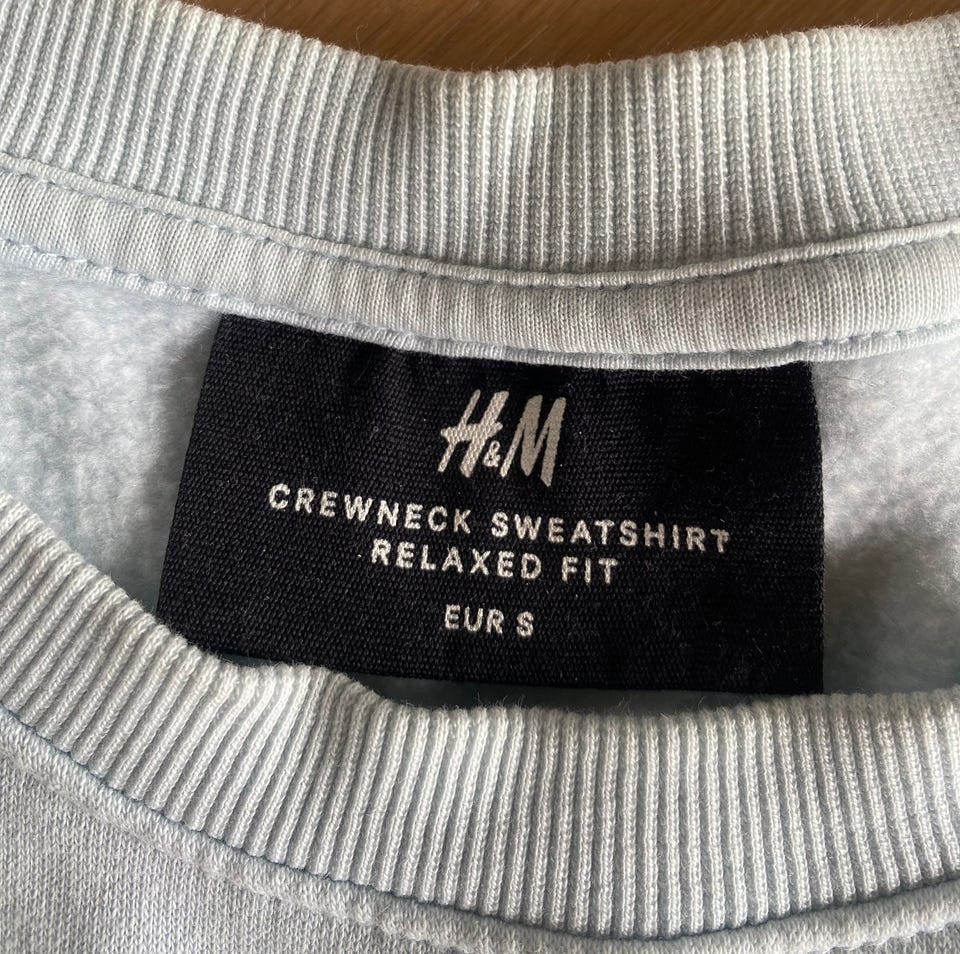 H&M
CREWNECK SWEATSHIRT
RELAXED FIT
EUR S